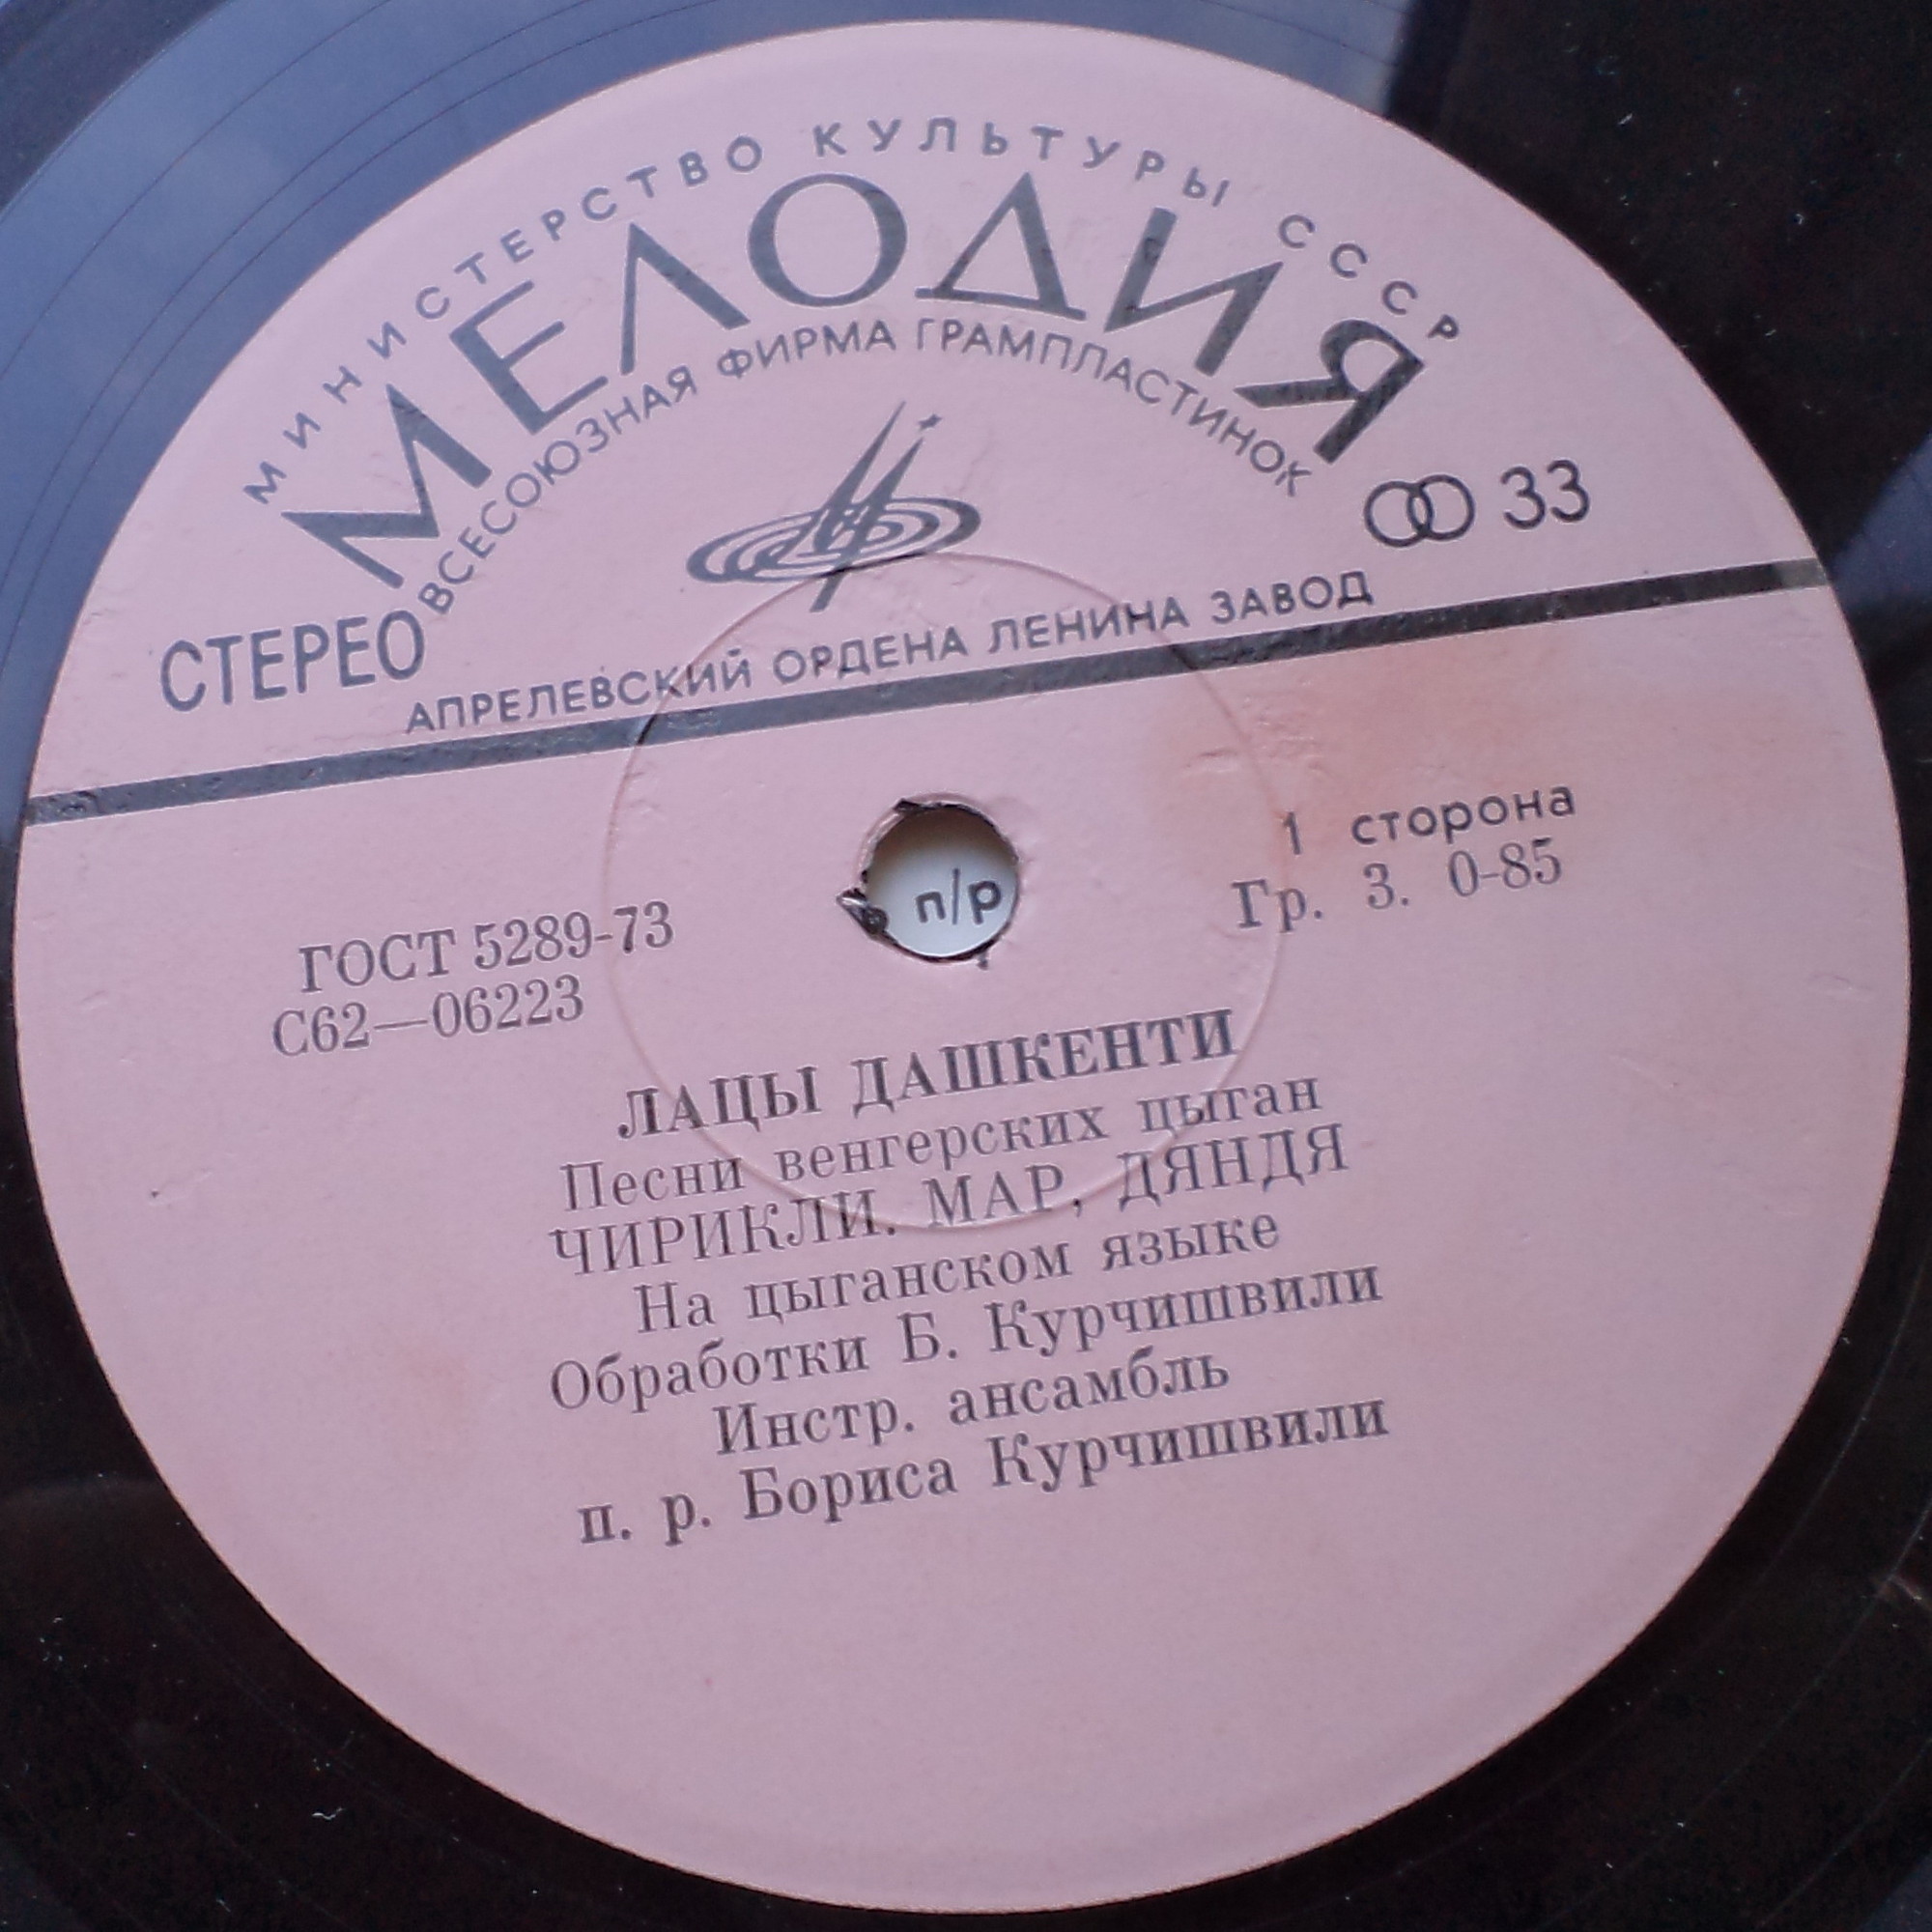 МИНИСТЕРСТВО КУЛЬТУРЫ СССР
МЕЛОДИЯ
ВСЕСОЮЗНАЯ ФИРМА ГРАМПЛАСТИНОК
33
СТЕРЕО
АПРЕЛЕВСКИЙ ОРДЕНА ЛЕНИНА ЗАВОД
1 сторона
Гр. 3. 0-85
п/р
ГОСТ 5289-73
С62—06223
ЛАЦЫ ДАШКЕНТИ
Песни венгерских цыган
ЧИРИКЛИ. МАР, ДЯНДЯ
На цыганском языке
Обработки Б. Курчишвили
Инстр. ансамбль
п. р. Бориса Курчишвили